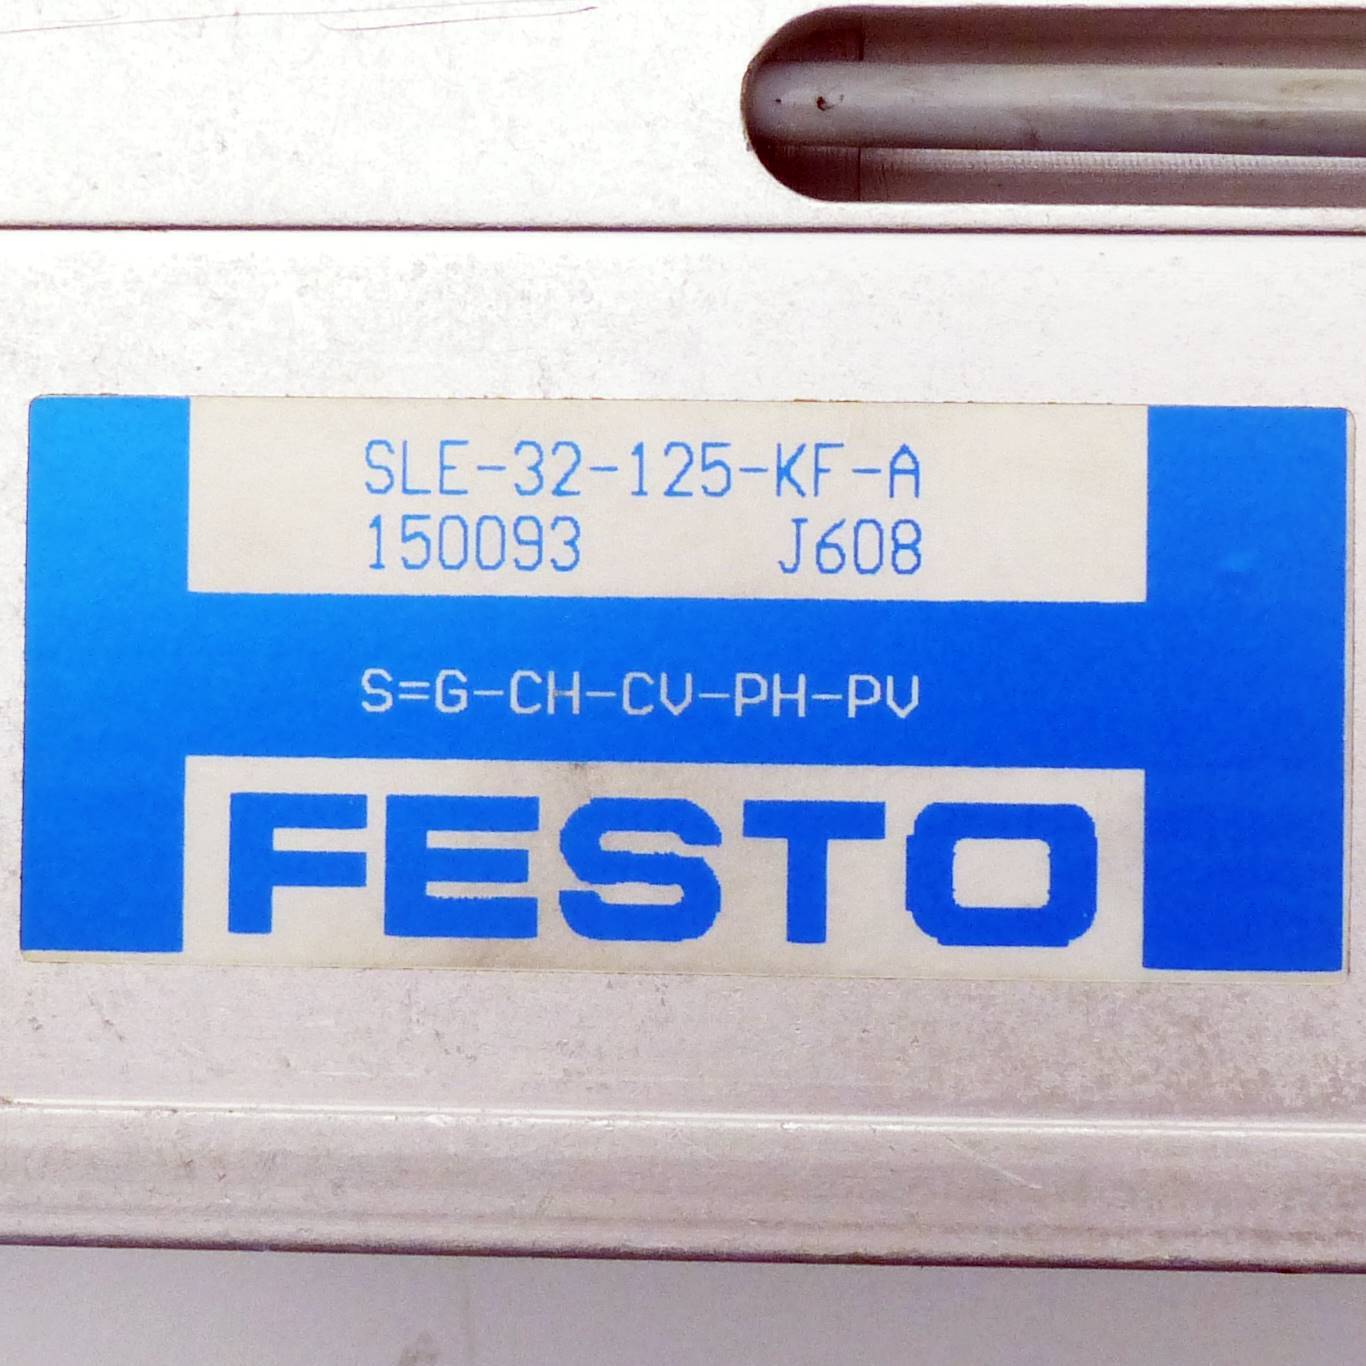 SLE-32-125-KF-A
150093 J608
S=G-CH-CV-PH-PV
FESTO